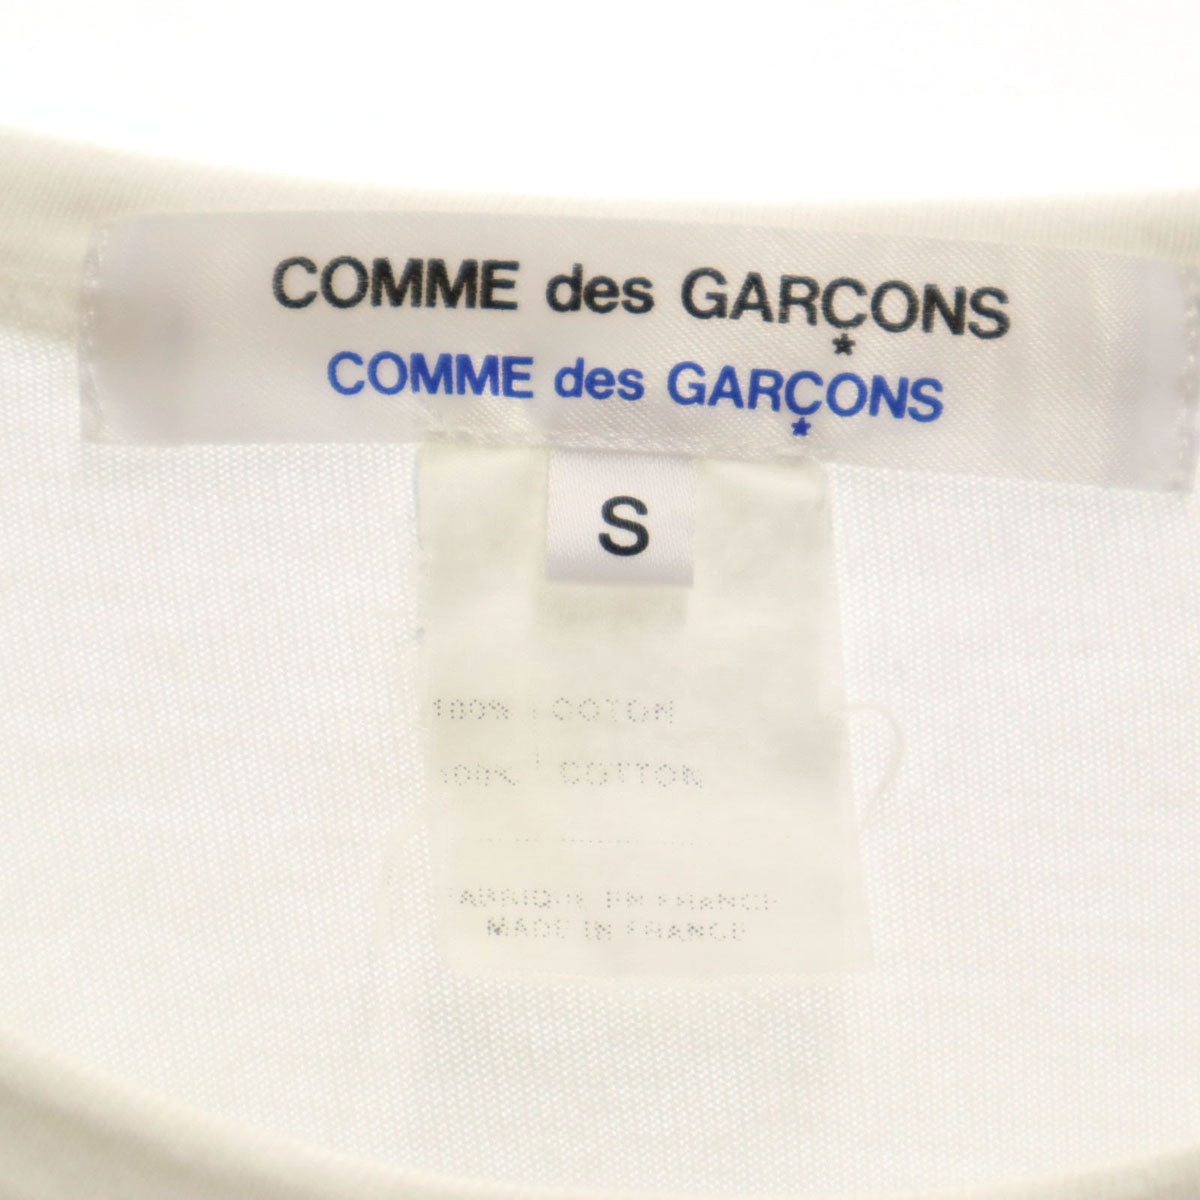 COMME des GARÇONS
COMME des GARÇONS
S
100% COTON
100% COTTON
FABRIQUE EN FRANCE
MADE IN FRANCE